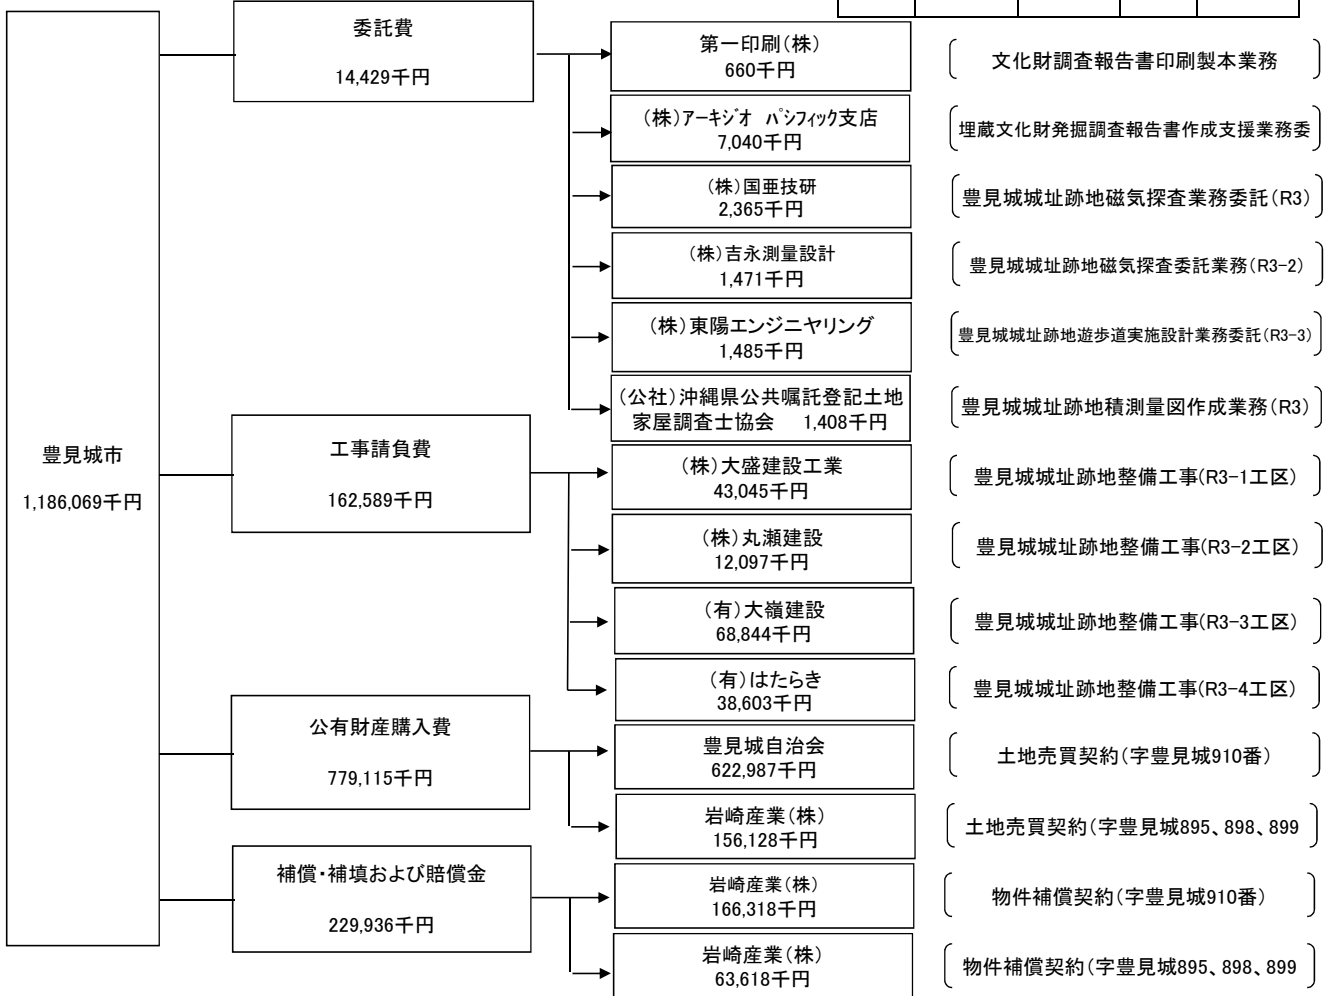 豊見城市
1,186,069千円
委託費
14,429千円
第一印刷(株)
660千円
文化財調査報告書印刷製本業務
(株)アーキジオ パシフィック支店
7,040千円
埋蔵文化財発掘調査報告書作成支援業務委
(株)国亜技研
2,365千円
豊見城城址跡地磁気探査業務委託(R3)
(株)吉永測量設計
1,471千円
豊見城城址跡地磁気探査委託業務(R3-2)
(株)東陽エンジニヤリング
1,485千円
豊見城城址跡地遊歩道実施設計業務委託(R3-3)
(公社)沖縄県公共嘱託登記土地
家屋調査士協会 1,408千円
豊見城城址跡地積測量図作成業務(R3)
工事請負費
162,589千円
(株)大盛建設工業
43,045千円
豊見城城址跡地整備工事(R3-1工区)
(株)丸瀬建設
12,097千円
豊見城城址跡地整備工事(R3-2工区)
(有)大嶺建設
68,844千円
豊見城城址跡地整備工事(R3-3工区)
(有)はたらき
38,603千円
豊見城城址跡地整備工事(R3-4工区)
公有財産購入費
779,115千円
豊見城自治会
622,987千円
土地売買契約(字豊見城910番)
岩崎産業(株)
156,128千円
土地売買契約(字豊見城895、898、899
補償・補填および賠償金
229,936千円
岩崎産業(株)
166,318千円
物件補償契約(字豊見城910番)
岩崎産業(株)
63,618千円
物件補償契約(字豊見城895、898、899